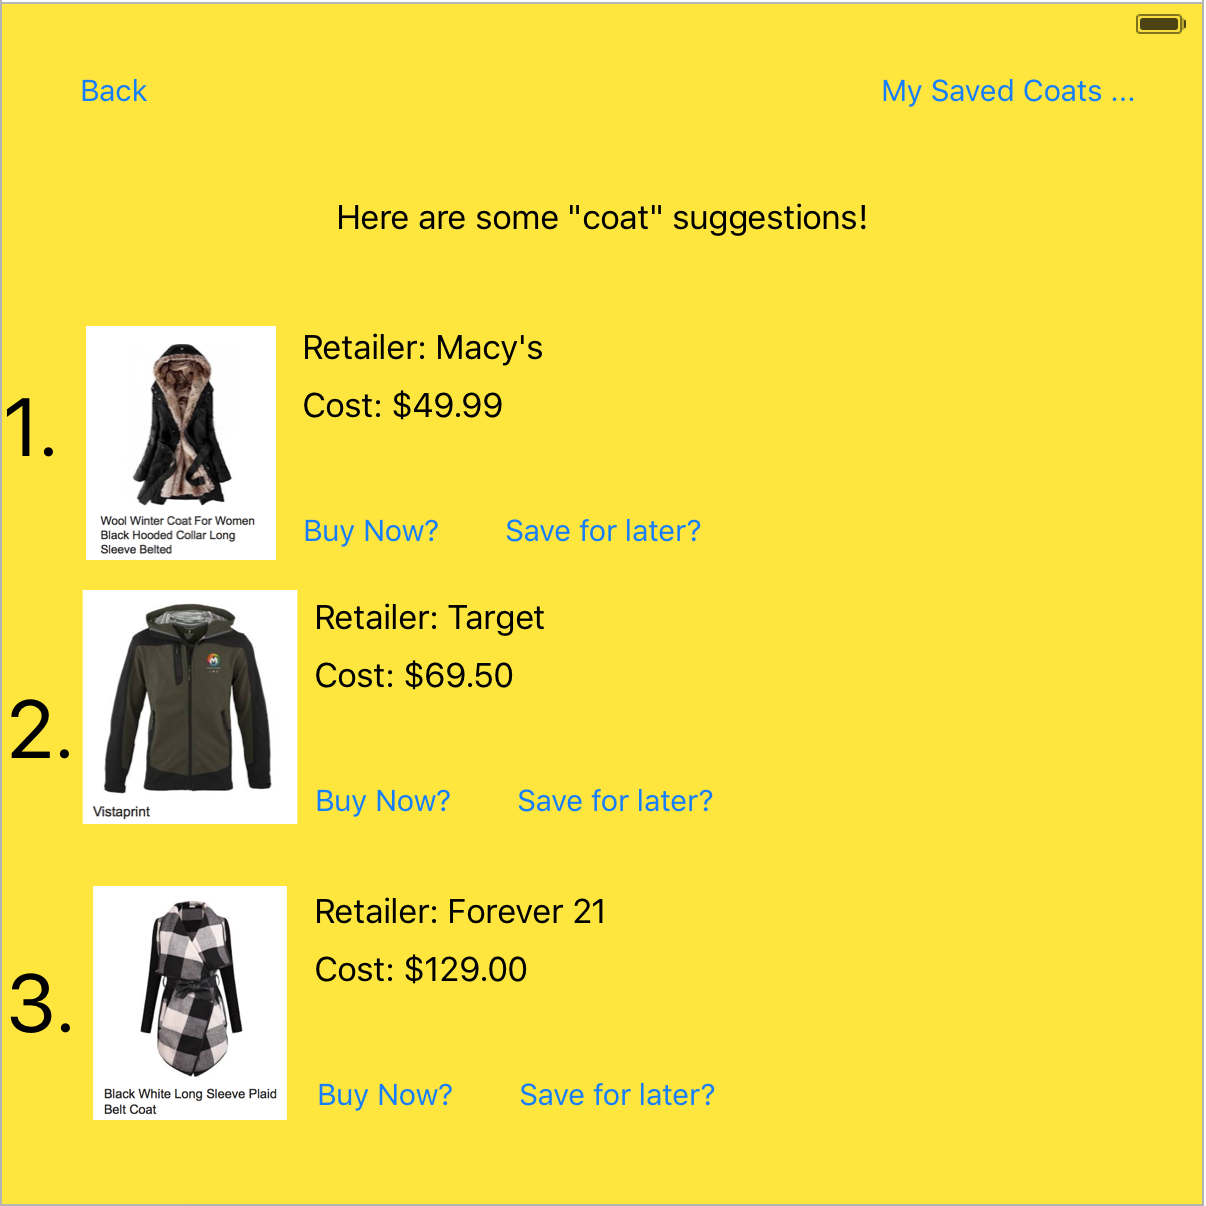 Back
My Saved Coats ...
Here are some "coat" suggestions!
1.
Retailer: Macy's
Cost: $49.99
Wool Winter Coat For Women
Black Hooded Collar Long
Sleeve Belted
Buy Now?
Save for later?
2.
M
Retailer: Target
Cost: $69.50
Vistaprint
Buy Now?
Save for later?
3.
Retailer: Forever 21
Cost: $129.00
Black White Long Sleeve Plaid
Belt Coat
Buy Now?
Save for later?